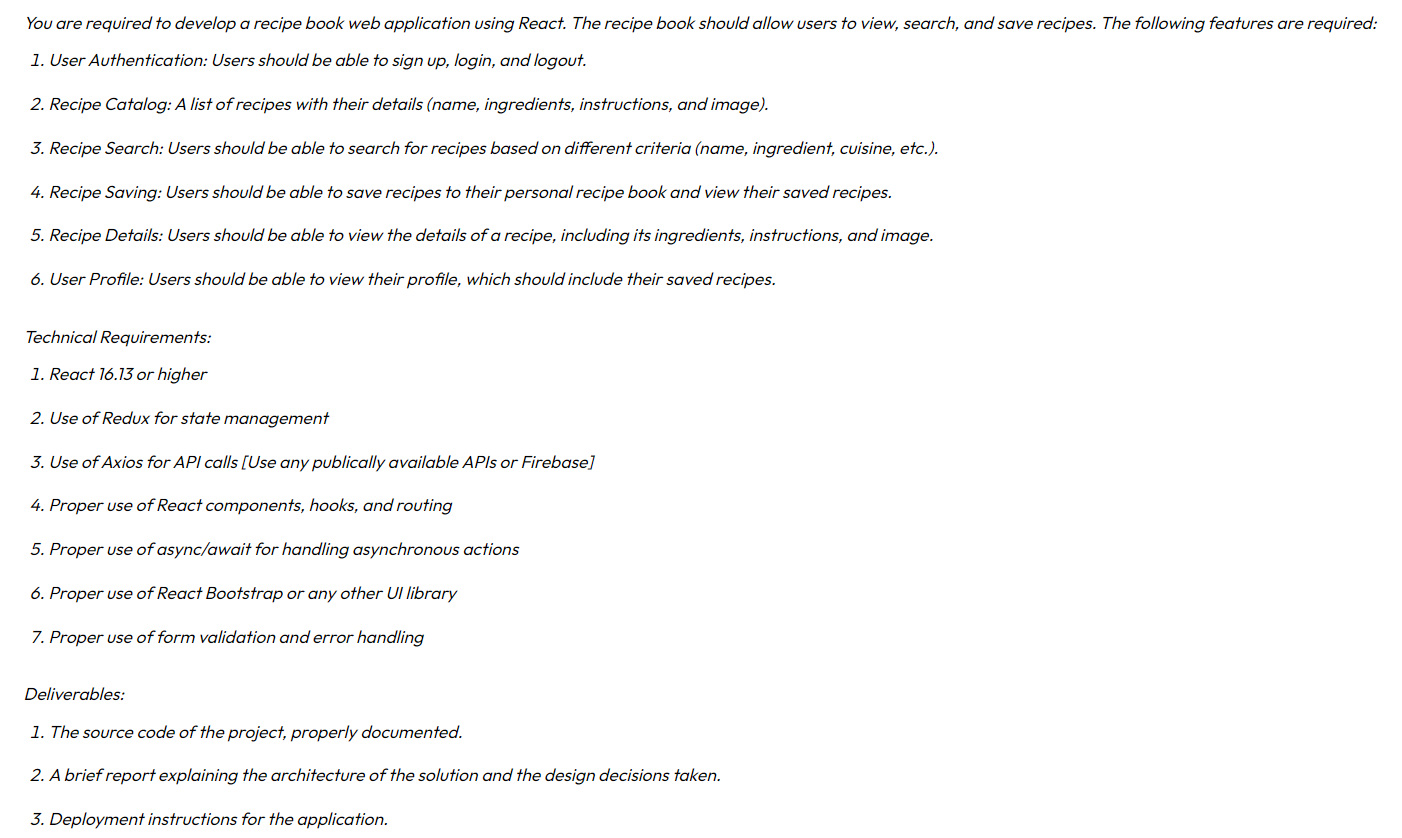 You are required to develop a recipe book web application using React. The recipe book should allow users to view, search, and save recipes. The following features are required:
1. User Authentication: Users should be able to sign up, login, and logout.
2. Recipe Catalog: A list of recipes with their details (name, ingredients, instructions, and image).
3. Recipe Search: Users should be able to search for recipes based on different criteria (name, ingredient, cuisine, etc.).
4. Recipe Saving: Users should be able to save recipes to their personal recipe book and view their saved recipes.
5. Recipe Details: Users should be able to view the details of a recipe, including its ingredients, instructions, and image.
6. User Profile: Users should be able to view their profile, which should include their saved recipes.
Technical Requirements:
1. React 16.13 or higher
2. Use of Redux for state management
3. Use of Axios for API calls [Use any publically available APIs or Firebase]
4. Proper use of React components, hooks, and routing
5. Proper use of async/await for handling asynchronous actions
6. Proper use of React Bootstrap or any other UI library
7. Proper use of form validation and error handling
Deliverables:
1. The source code of the project, properly documented.
2. A brief report explaining the architecture of the solution and the design decisions taken.
3. Deployment instructions for the application.